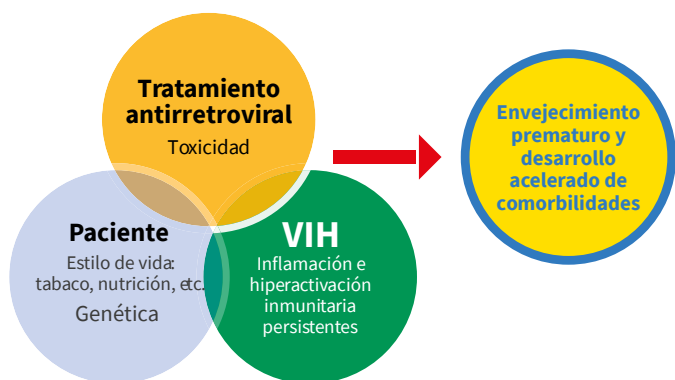 Tratamiento
antirretroviral
Toxicidad
Paciente
Estilo de vida:
tabaco, nutrición, etc.
Genética
VIH
Inflamación e
hiperactivación
inmunitaria
persistentes
Envejecimiento
prematuro y
desarrollo
acelerado de
comorbilidades